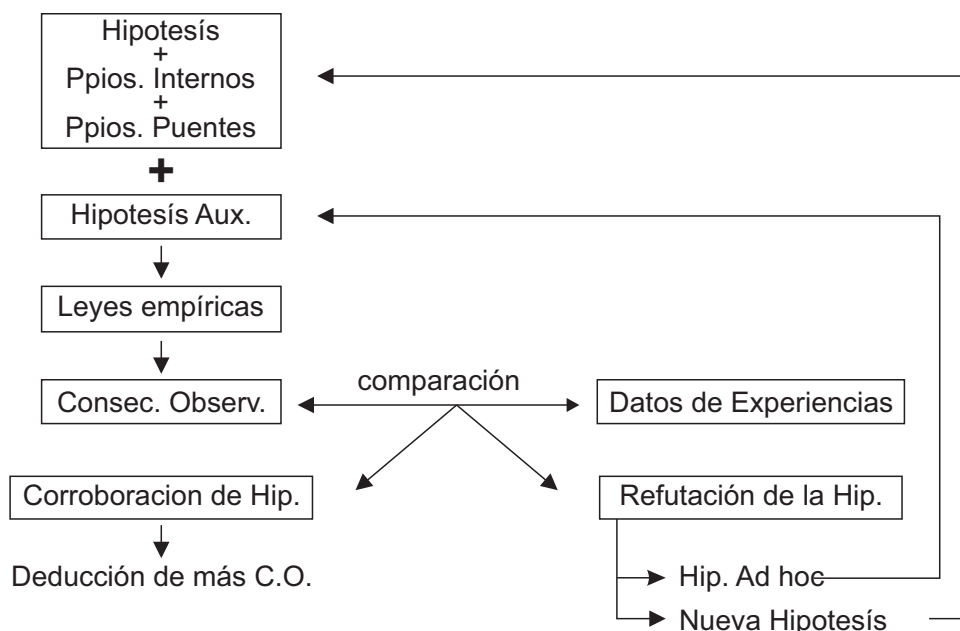 Hipotesís
+
Ppios. Internos
+
Ppios. Puentes
+
Hipotesís Aux.
Leyes empíricas
comparación
Consec. Observ.
Datos de Experiencias
Corroboracion de Hip.
Refutación de la Hip.
Deducción de más C.O.
Hip. Ad hoc
Nueva Hipotesís